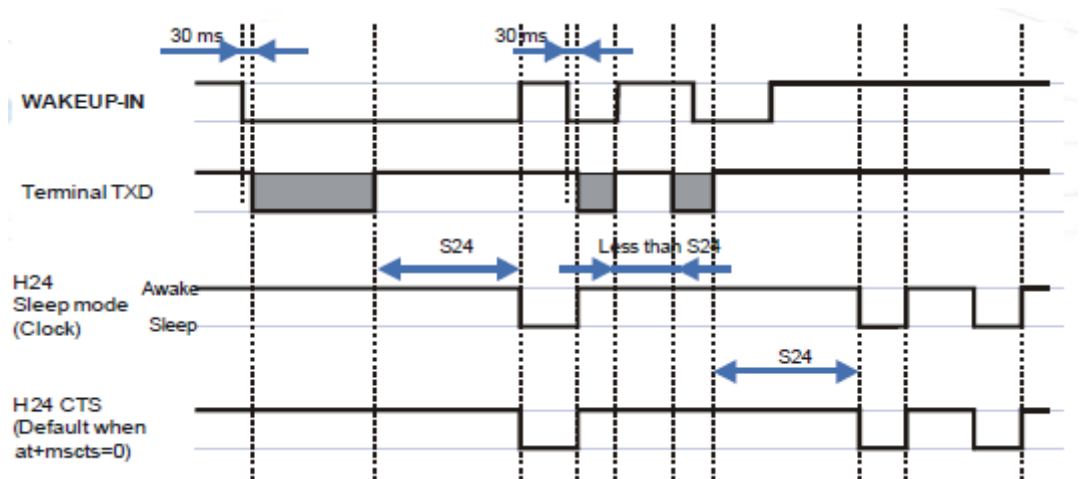 30 ms
30 ms
WAKEUP-IN
Terminal TXD
S24
Less than S24
H24
Sleep mode
(Clock)
Awake
Sleep
S24
H24 CTS
(Default when
at+mscts=0)